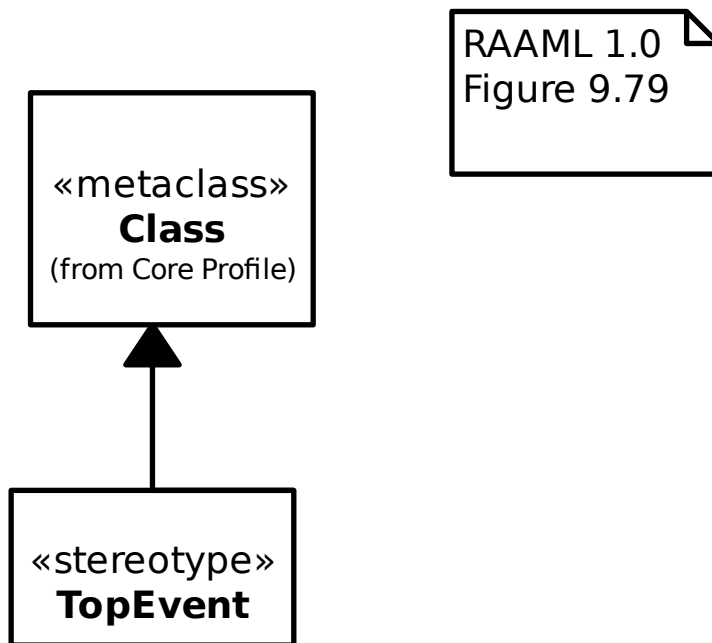 RAAML 1.0
Figure 9.79
«metaclass»
Class
(from Core Profile)
«stereotype»
TopEvent